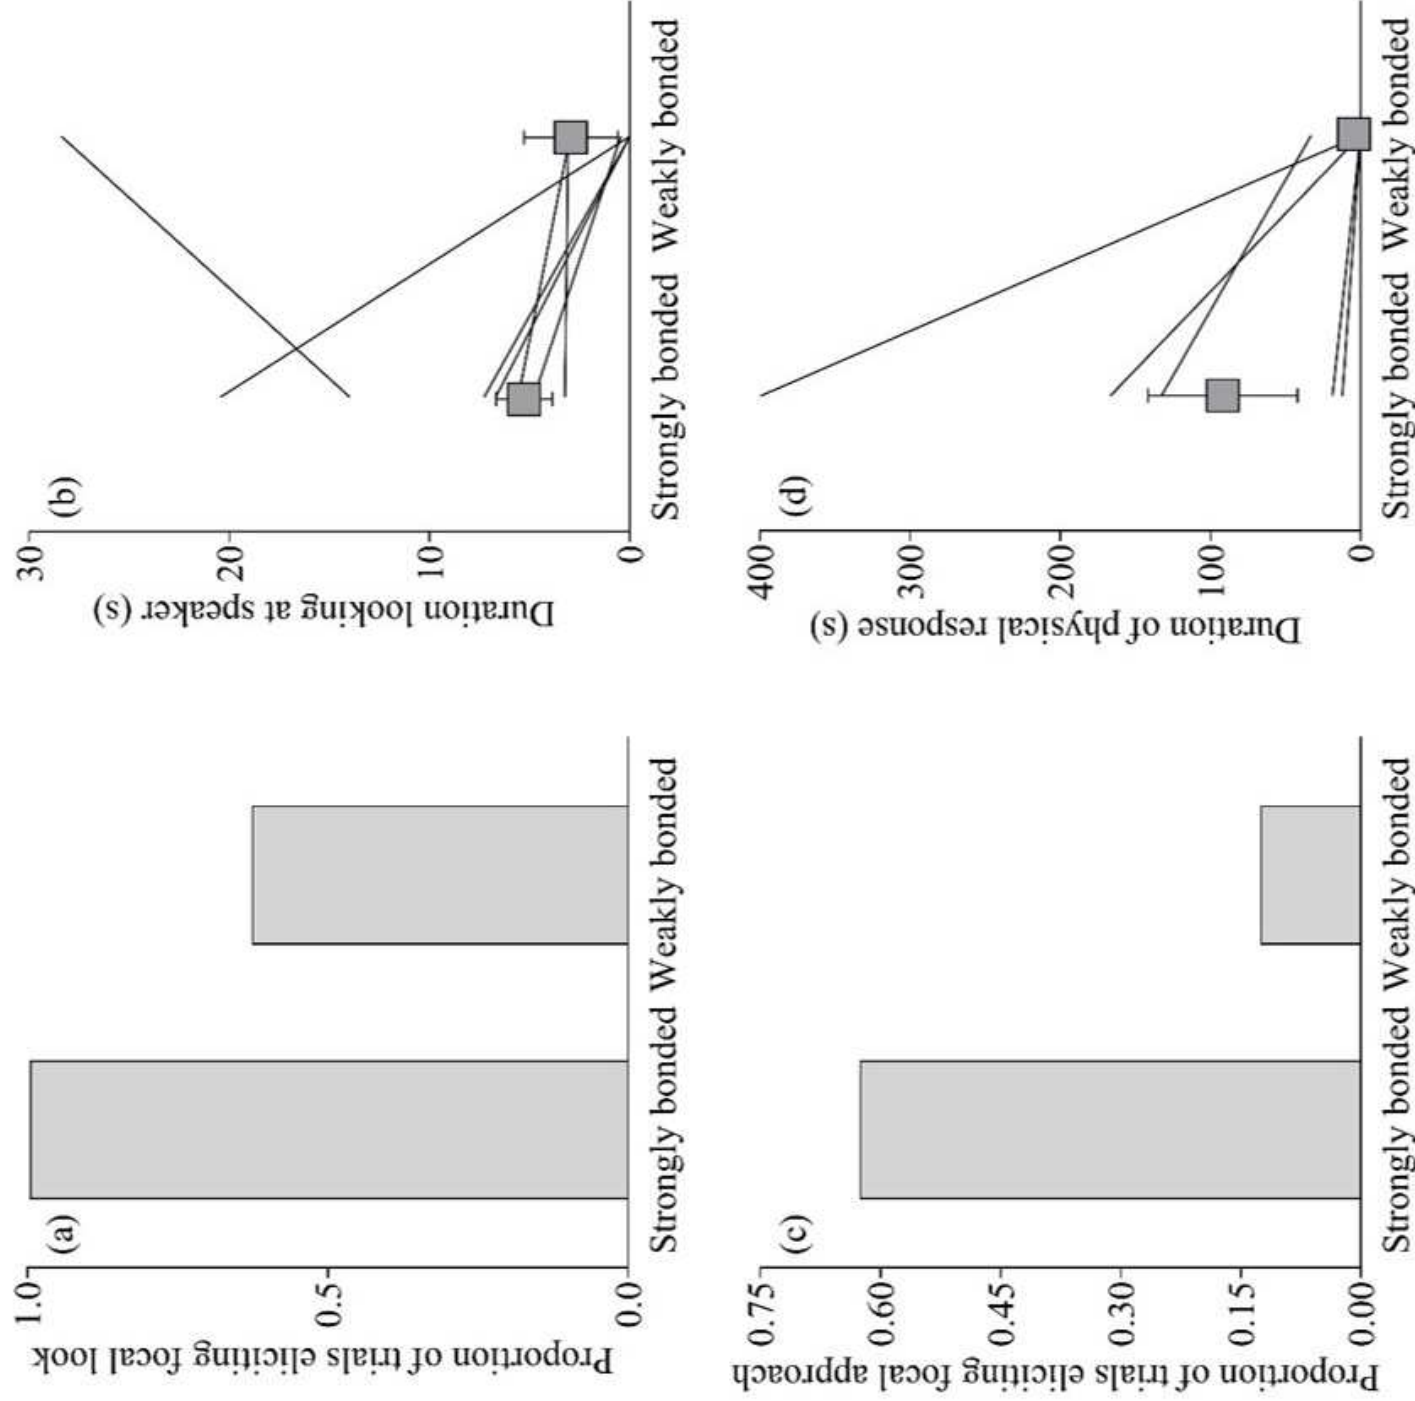 (a)
1.0
0.5
0.0
Proportion of trials eliciting focal look
Strongly bonded Weakly bonded
(b)
30
20
10
0
Duration looking at speaker (s)
Strongly bonded Weakly bonded
(c)
0.75
0.60
0.45
0.30
0.15
0.00
Proportion of trials eliciting focal approach
Strongly bonded Weakly bonded
(d)
400
300
200
100
0
Duration of physical response (s)
Strongly bonded Weakly bonded